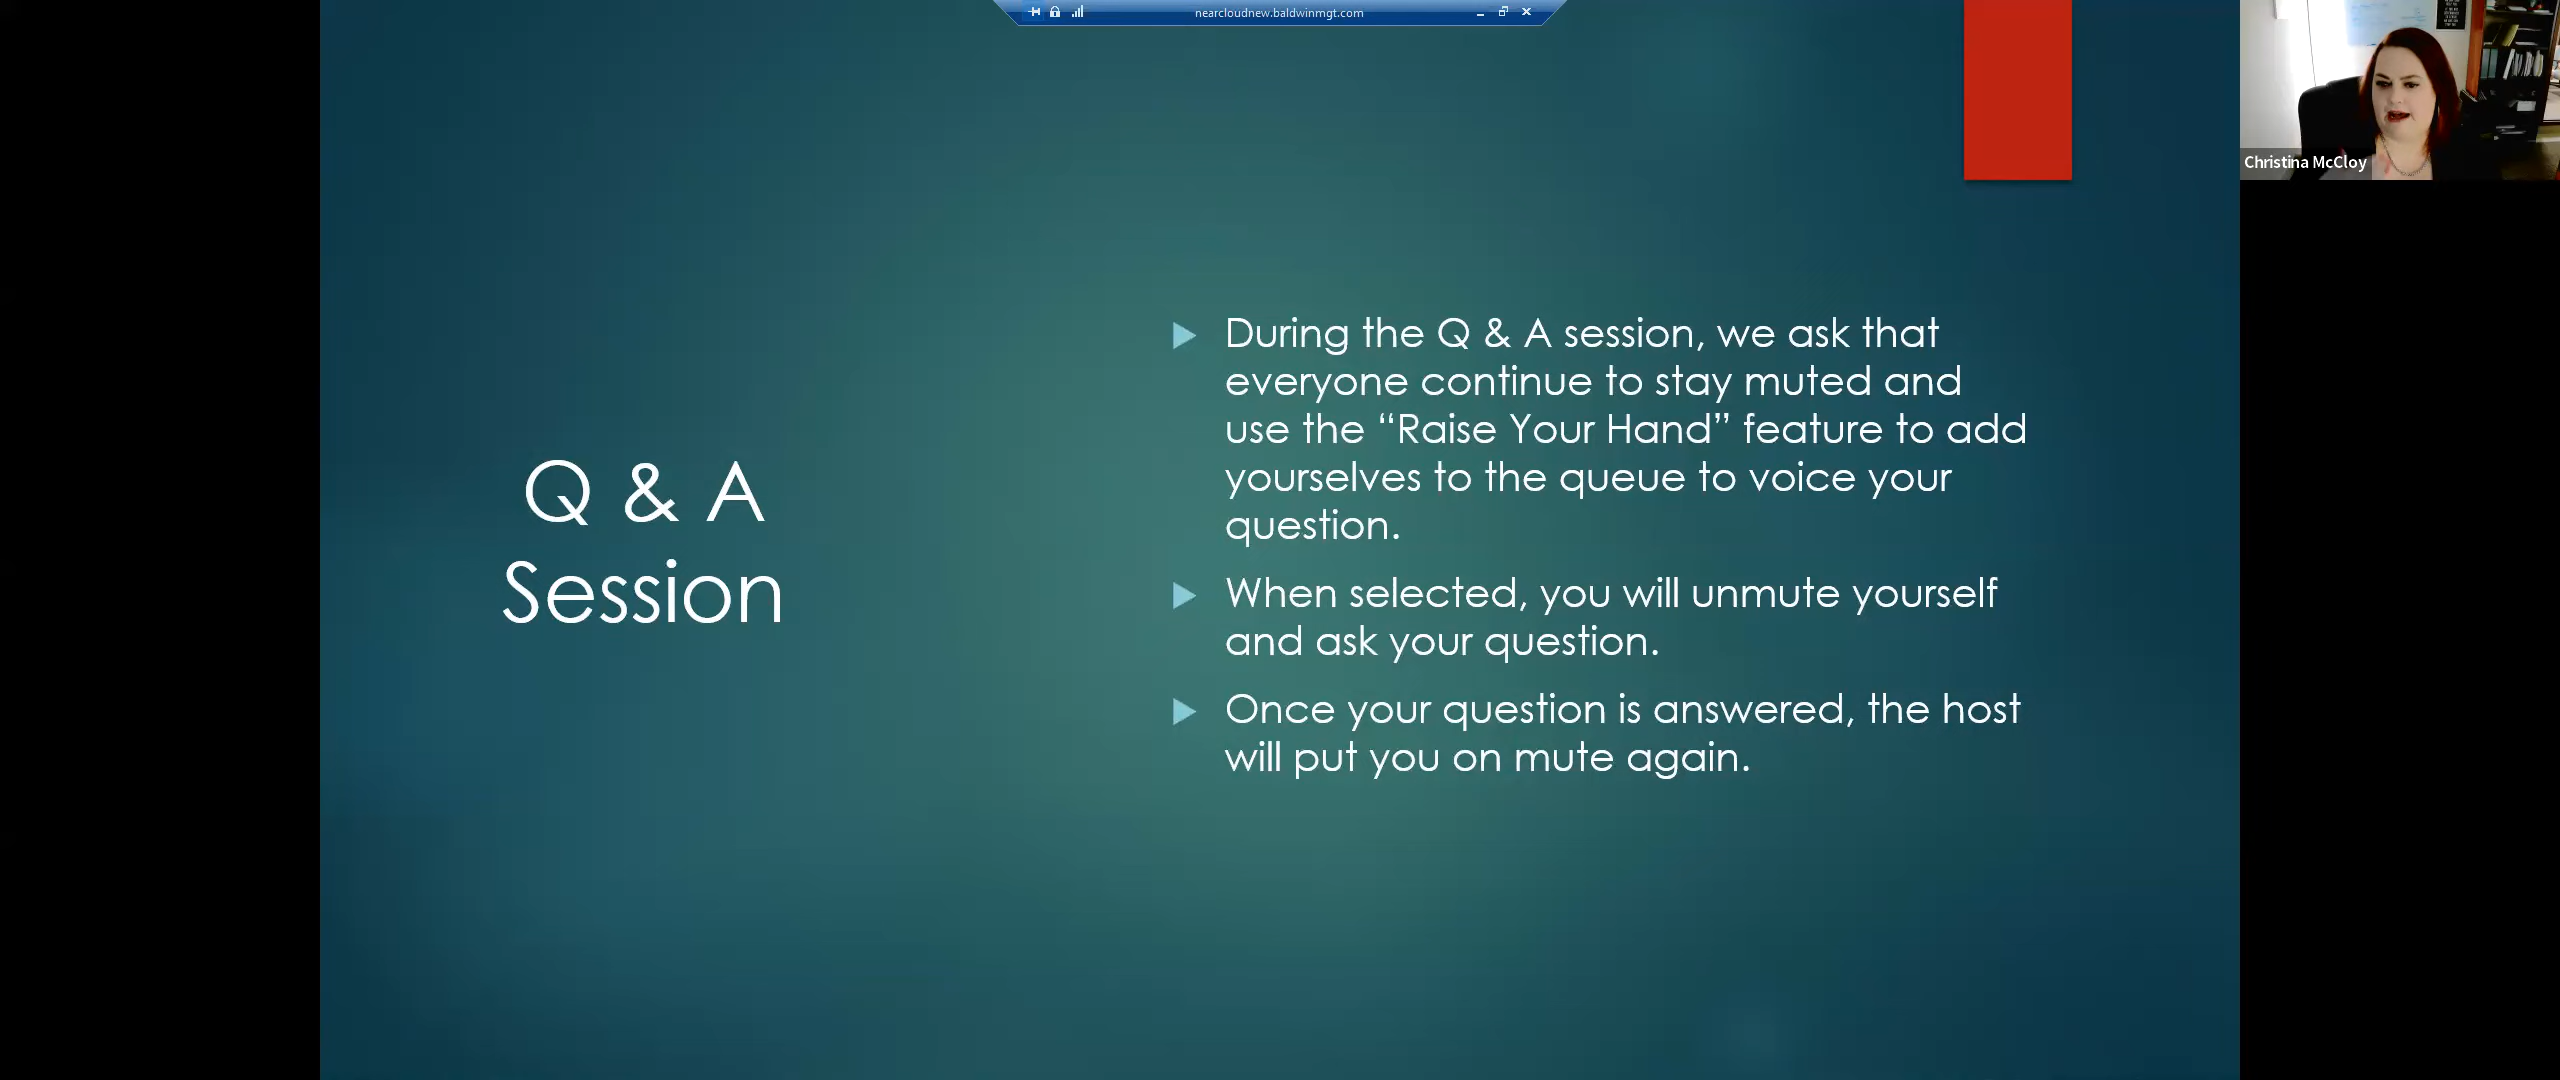 nearcloudnew.baldwinmgt.com
Christina McCloy
Q & A
Session
During the Q & A session, we ask that
everyone continue to stay muted and
use the “Raise Your Hand” feature to add
yourselves to the queue to voice your
question.
When selected, you will unmute yourself
and ask your question.
Once your question is answered, the host
will put you on mute again.